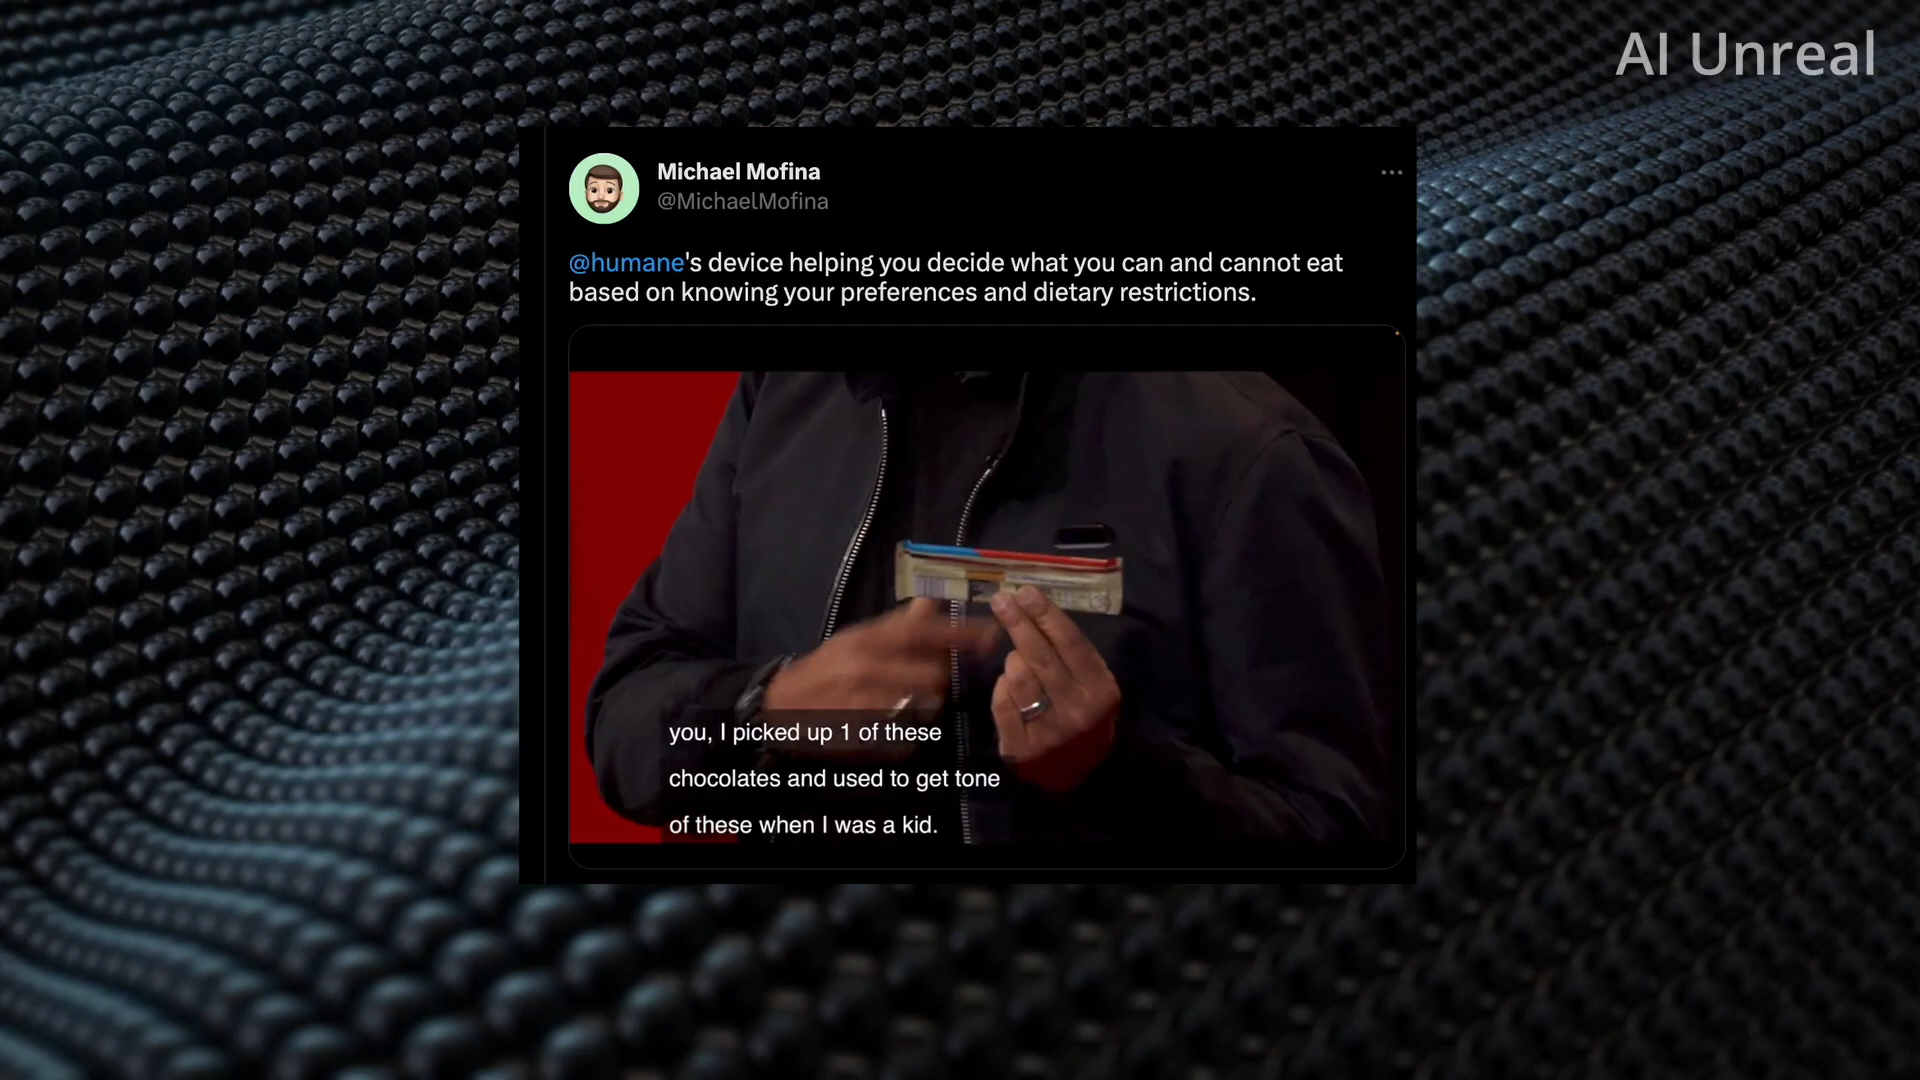 AI Unreal
Michael Mofina
@MichaelMofina
@humane's device helping you decide what you can and cannot eat
based on knowing your preferences and dietary restrictions.
you, I picked up 1 of these
chocolates and used to get tone
of these when I was a kid.